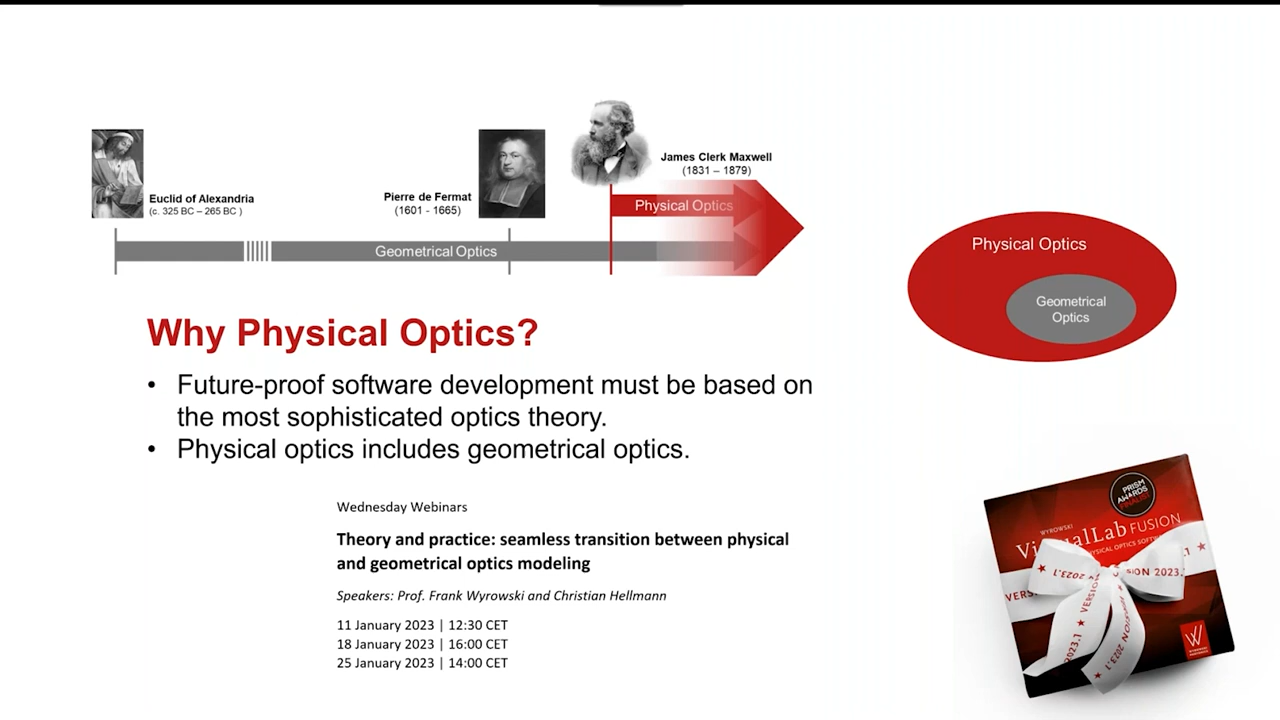 James Clerk Maxwell
(1831 – 1879)
Euclid of Alexandria
(c. 325 BC – 265 BC )
Pierre de Fermat
(1601 - 1665)
Physical Optics
Geometrical Optics
Physical Optics
Geometrical
Optics
Why Physical Optics?
• Future-proof software development must be based on
the most sophisticated optics theory.
• Physical optics includes geometrical optics.
Wednesday Webinars
Theory and practice: seamless transition between physical
and geometrical optics modeling
Speakers: Prof. Frank Wyrowski and Christian Hellmann
11 January 2023 | 12:30 CET
18 January 2023 | 16:00 CET
25 January 2023 | 14:00 CET
PRISM
AWARDS
FINALIST
WYROWSKI
FUSION
2023.1
VERSION 2023.1